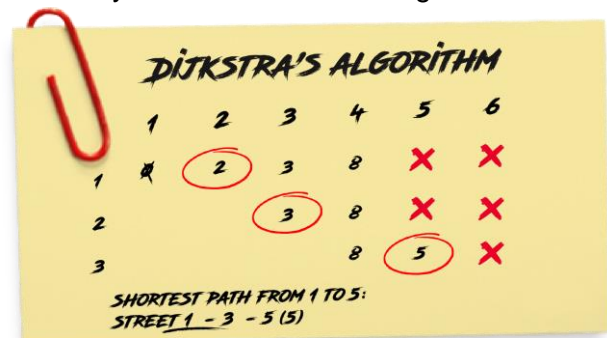 DIJKSTRA'S ALGORITHM
1 2 3 4 5 6
1 0 2 3 8 X X
2 3 8 X X X
3 8 5 X
SHORTEST PATH FROM 1 TO 5:
STREET 1 - 3 - 5 (5)